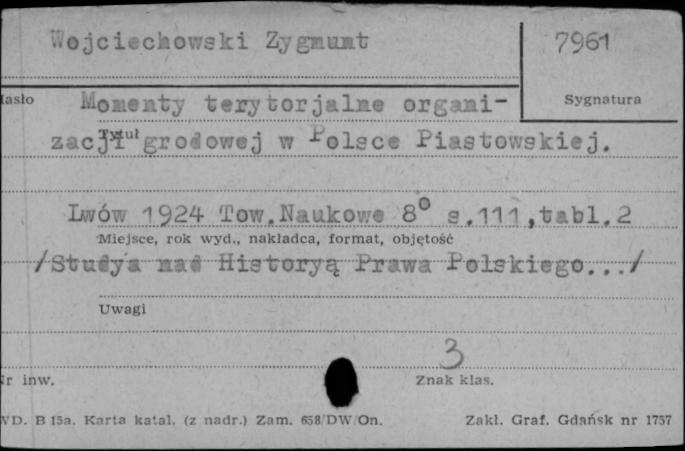 Wojciechowski Zygmunt
7961
Sygnatura
Hasło
Momenty terytorjalne organi-
Tytuł
zacji grodowej w Polsce Piastowskiej.
Lwów 1924 Tow.Naukowe 8° s.111,tabl.2
Miejsce, rok wyd., nakładca, format, objętość
/Studya nad Historyą Prawa Polskiego.../
Uwagi
3
Nr inw.
Znak klas.
WD. B 15a. Karta katal. (z nadr.) Zam. 658/DW/On.
Zakł. Graf. Gdańsk nr 1757